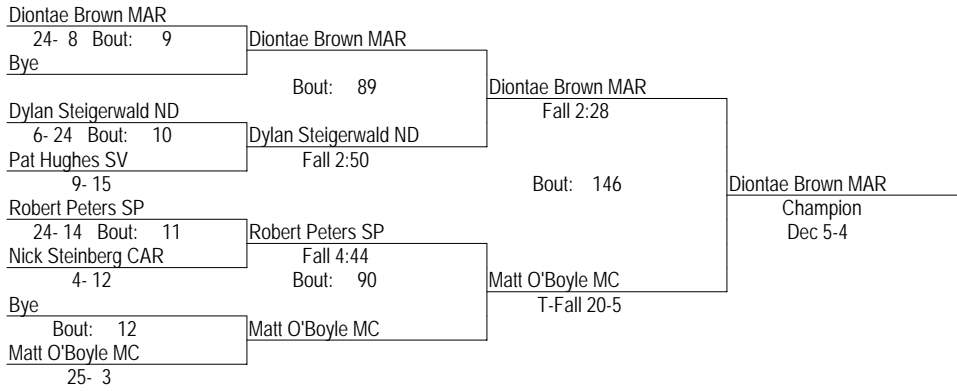 Diontae Brown MAR
24- 8 Bout: 9
Bye
Diontae Brown MAR
Bout: 89
Dylan Steigerwald ND
6- 24 Bout: 10
Pat Hughes SV
9- 15
Dylan Steigerwald ND
Fall 2:50
Diontae Brown MAR
Fall 2:28
Bout: 146
Robert Peters SP
24- 14 Bout: 11
Nick Steinberg CAR
4- 12
Robert Peters SP
Fall 4:44
Bout: 90
Bye
Bout: 12
Matt O'Boyle MC
25- 3
Matt O'Boyle MC
Matt O'Boyle MC
T-Fall 20-5
Diontae Brown MAR
Champion
Dec 5-4